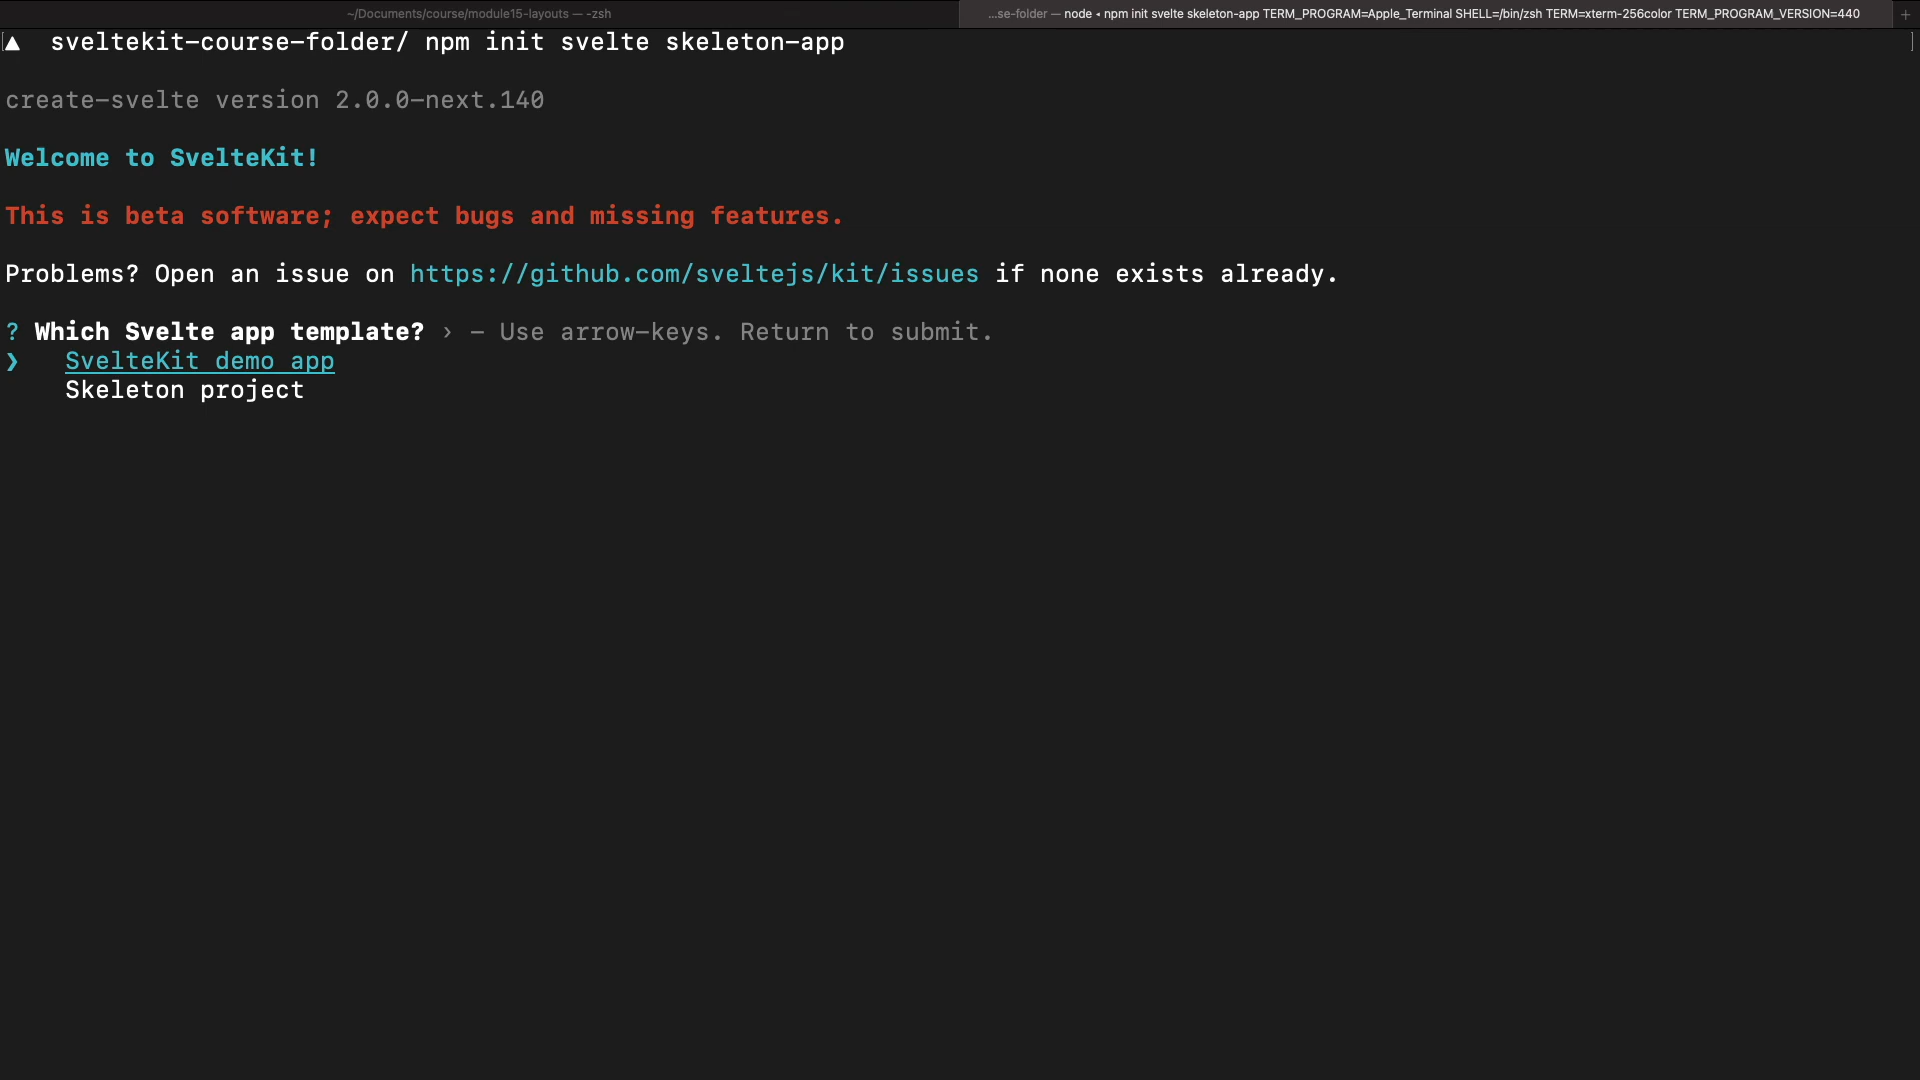 ~/Documents/course/module15-layouts — -zsh
...se-folder — node ◂ npm init svelte skeleton-app TERM_PROGRAM=Apple_Terminal SHELL=/bin/zsh TERM=xterm-256color TERM_PROGRAM_VERSION=440
+
▲ sveltekit-course-folder/ npm init svelte skeleton-app
create-svelte version 2.0.0-next.140
Welcome to SvelteKit!
This is beta software; expect bugs and missing features.
Problems? Open an issue on https://github.com/sveltejs/kit/issues if none exists already.
? Which Svelte app template? › - Use arrow-keys. Return to submit.
❯ SvelteKit demo app
Skeleton project